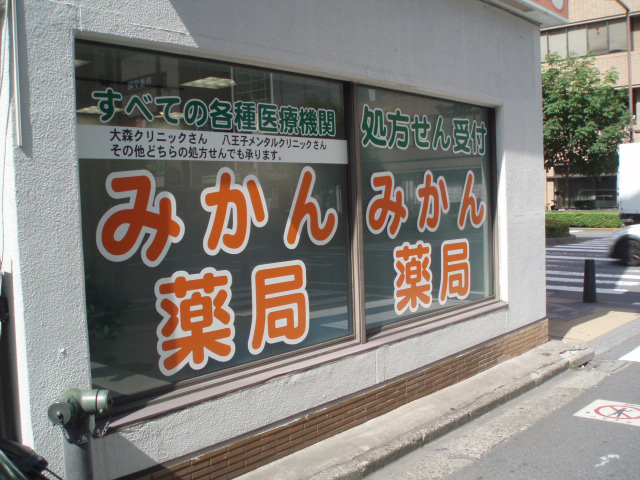 すべての各種医療機関
大森クリニックさん　八王子メンタルクリニックさん
その他どちらの処方せんでも承ります。
みかん
薬局
処方せん受付
みかん
薬局